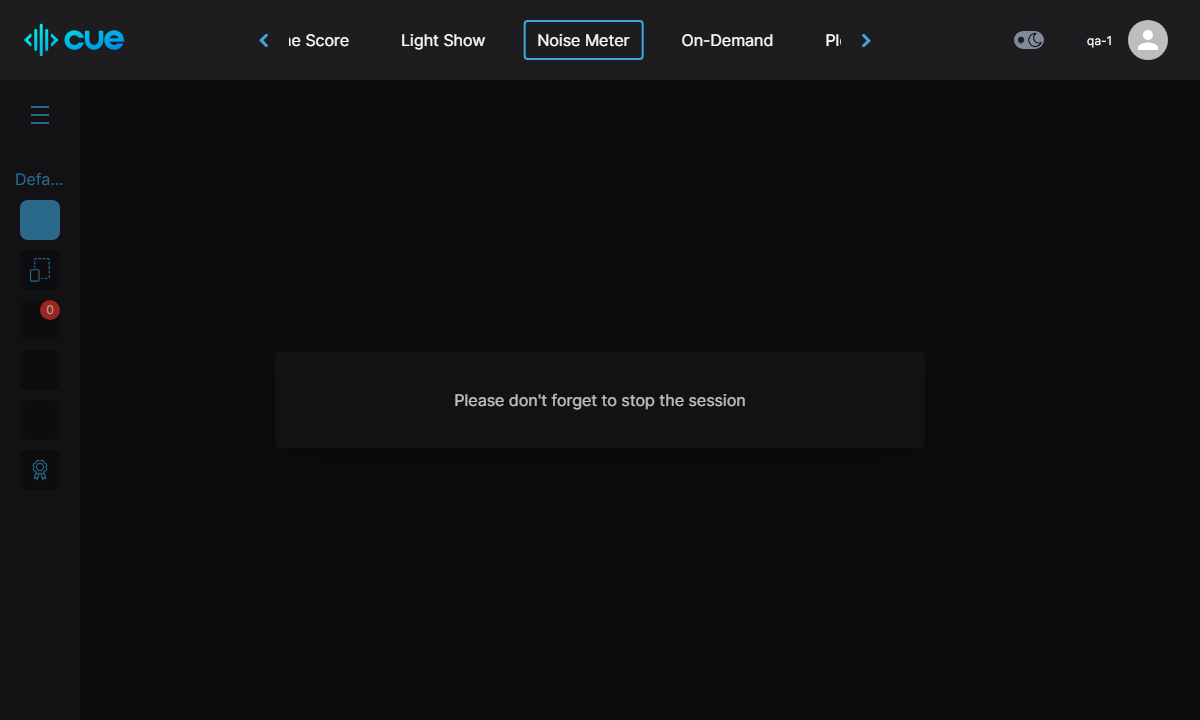 cue
e Score
Light Show
Noise Meter
On-Demand
Pl
qa-1
Defa...
0
Please don't forget to stop the session